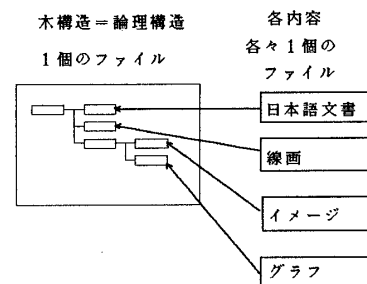 木構造=論理構造
1個のファイル
各内容
各々1個の
ファイル
日本語文書
線画
イメージ
グラフ